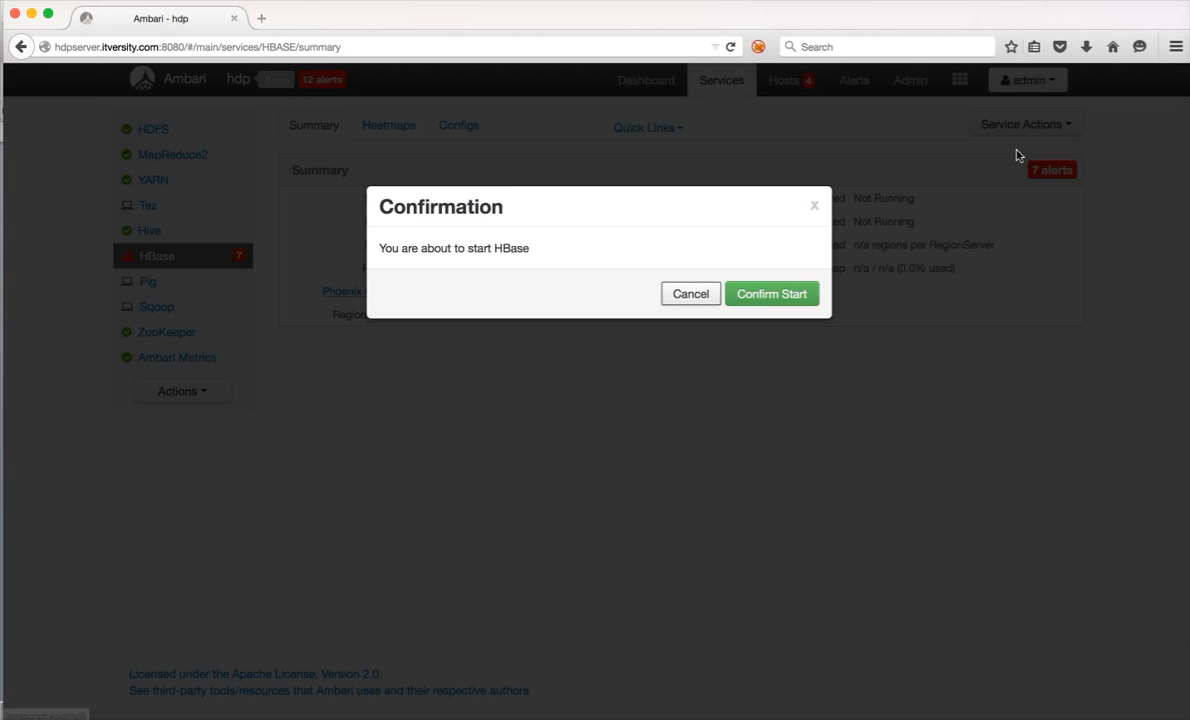 Ambari - hdp
hdpserver.itversity.com:8080/#/main/services/HBASE/summary
Search
Ambari hdp 12 alerts
Dashboard Services Hosts 4 Alerts Admin admin
HDFS
MapReduce2
YARN
Tez
Hive
HBase 7
Pig
Sqoop
ZooKeeper
Ambari Metrics
Actions
Summary Heatmaps Configs Quick Links Service Actions
Summary 7 alerts
Not Running
Not Running
n/a regions per RegionServer
n/a / n/a (0.0% used)
Phoenix
Confirmation x
You are about to start HBase
Cancel Confirm Start
Licensed under the Apache License, Version 2.0.
See third-party tools/resources that Ambari uses and their respective authors